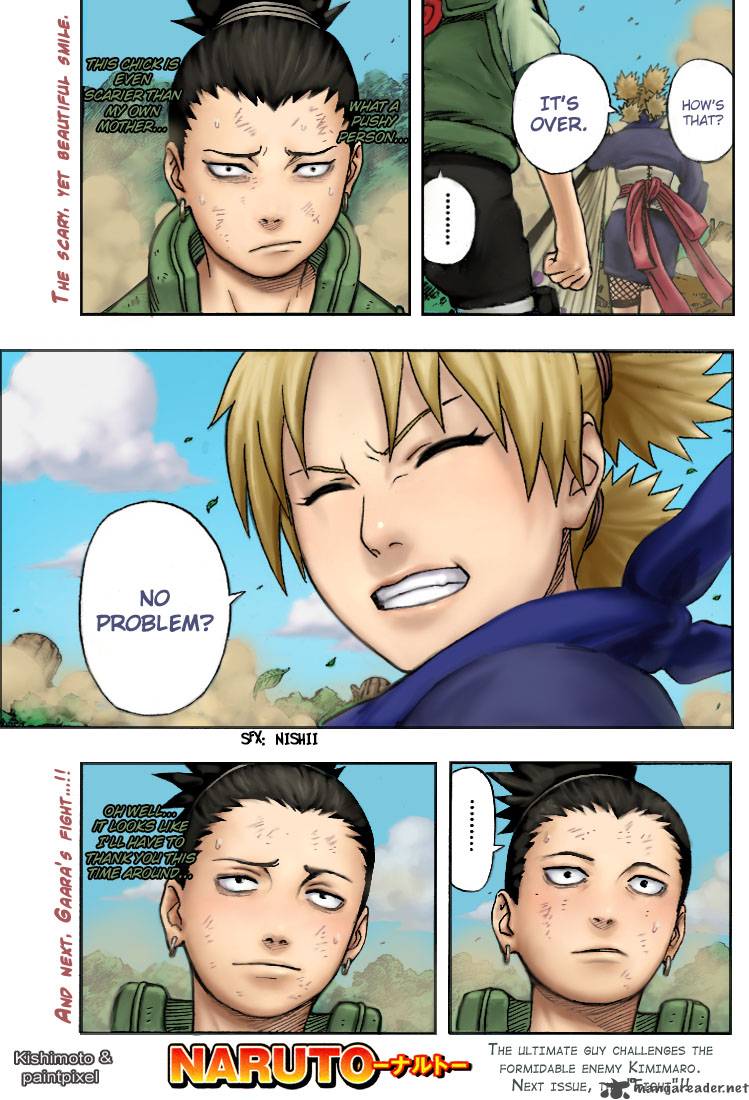 HOW'S
THAT?
IT'S
OVER.
.........
WHAT A
PUSHY
PERSON...
THIS CHICK IS
EVEN
SCARIER THAN
MY OWN
MOTHER...
THE SCARY, YET BEAUTIFUL SMILE.
NO
PROBLEM?
SFX: NISHII
.........
OH WELL...
IT LOOKS LIKE
I'LL HAVE TO
THANK YOU THIS
TIME AROUND...
AND NEXT, GAARA'S FIGHT...!!
Kishimoto &
paintpixel
NARUTO -ナルト-
THE ULTIMATE GUY CHALLENGES THE
FORMIDABLE ENEMY KIMIMARO.
NEXT ISSUE, "FIGHT"!!
mangareader.net